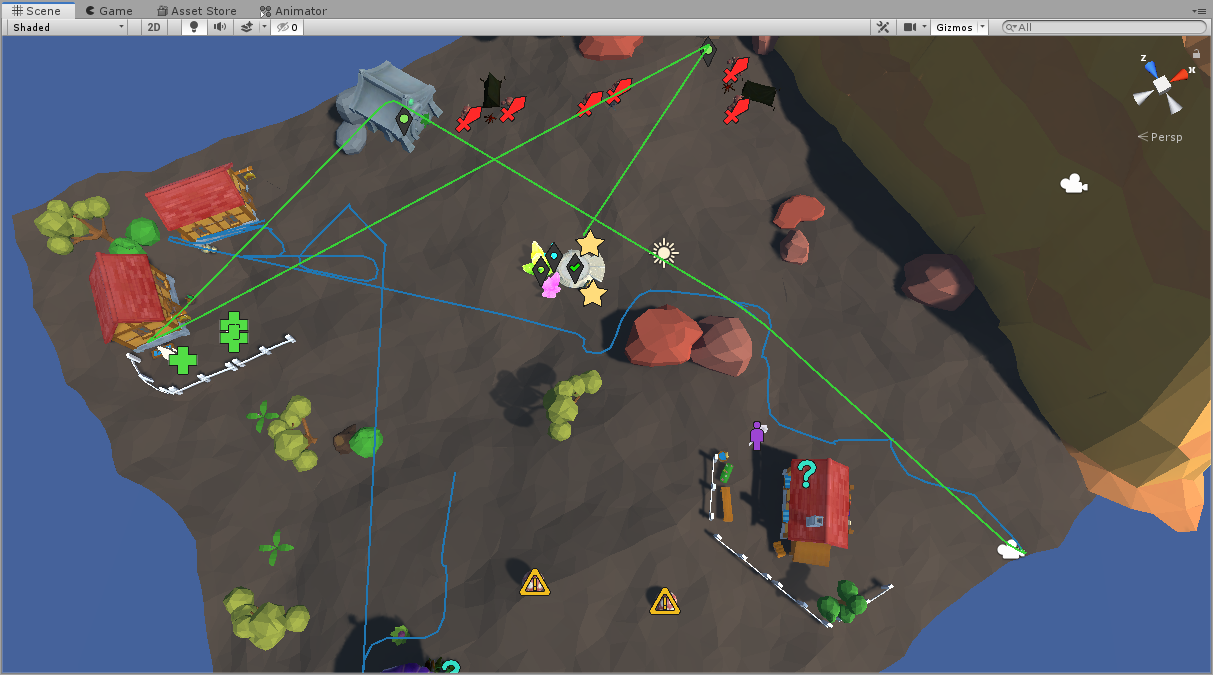 Scene Game Asset Store Animator
Shaded 2D 0 Gizmos All
z
x
Persp
?
?